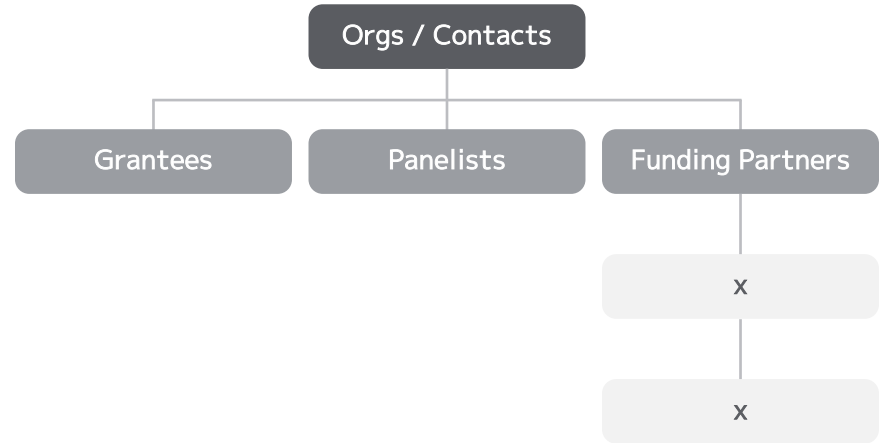 Orgs / Contacts
Grantees
Panelists
Funding Partners
x
x